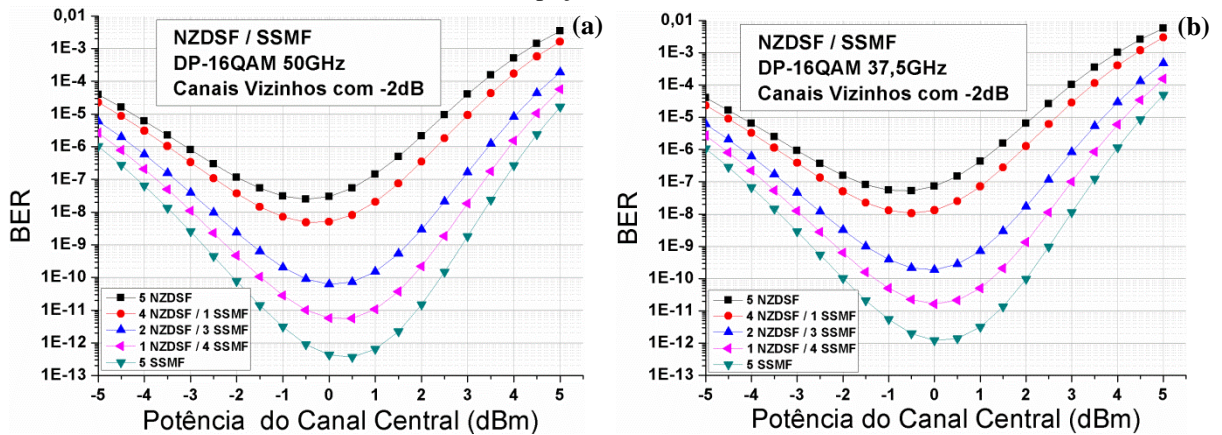 (a)
NZDSF / SSMF
DP-16QAM 50GHz
Canais Vizinhos com -2dB
0,01
1E-3
1E-4
1E-5
1E-6
1E-7
1E-8
1E-9
1E-10
1E-11
1E-12
1E-13
BER
5 NZDSF
4 NZDSF / 1 SSMF
2 NZDSF / 3 SSMF
1 NZDSF / 4 SSMF
5 SSMF
-5 -4 -3 -2 -1 0 1 2 3 4 5
Potência do Canal Central (dBm)
(b)
NZDSF / SSMF
DP-16QAM 37,5GHz
Canais Vizinhos com -2dB
0,01
1E-3
1E-4
1E-5
1E-6
1E-7
1E-8
1E-9
1E-10
1E-11
1E-12
1E-13
BER
5 NZDSF
4 NZDSF / 1 SSMF
2 NZDSF / 3 SSMF
1 NZDSF / 4 SSMF
5 SSMF
-5 -4 -3 -2 -1 0 1 2 3 4 5
Potência do Canal Central (dBm)